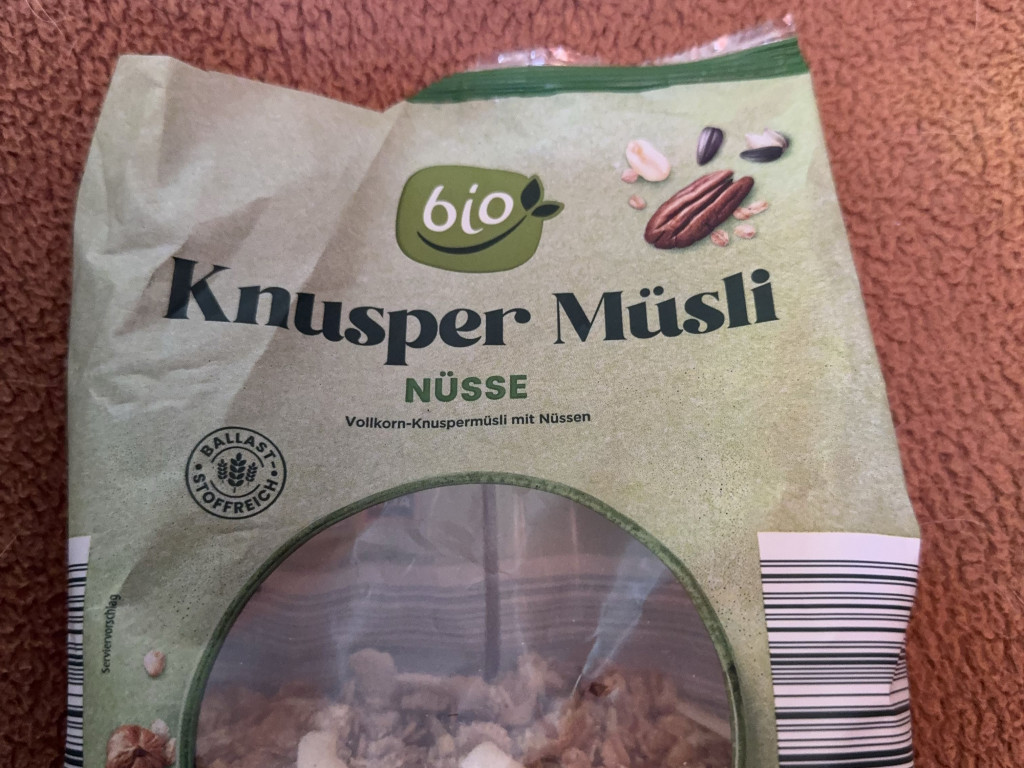 bio
Knusper Müsli
NÜSSE
Vollkorn-Knuspermüsli mit Nüssen
BALLAST-
STOFFREICH
Serviervorschlag